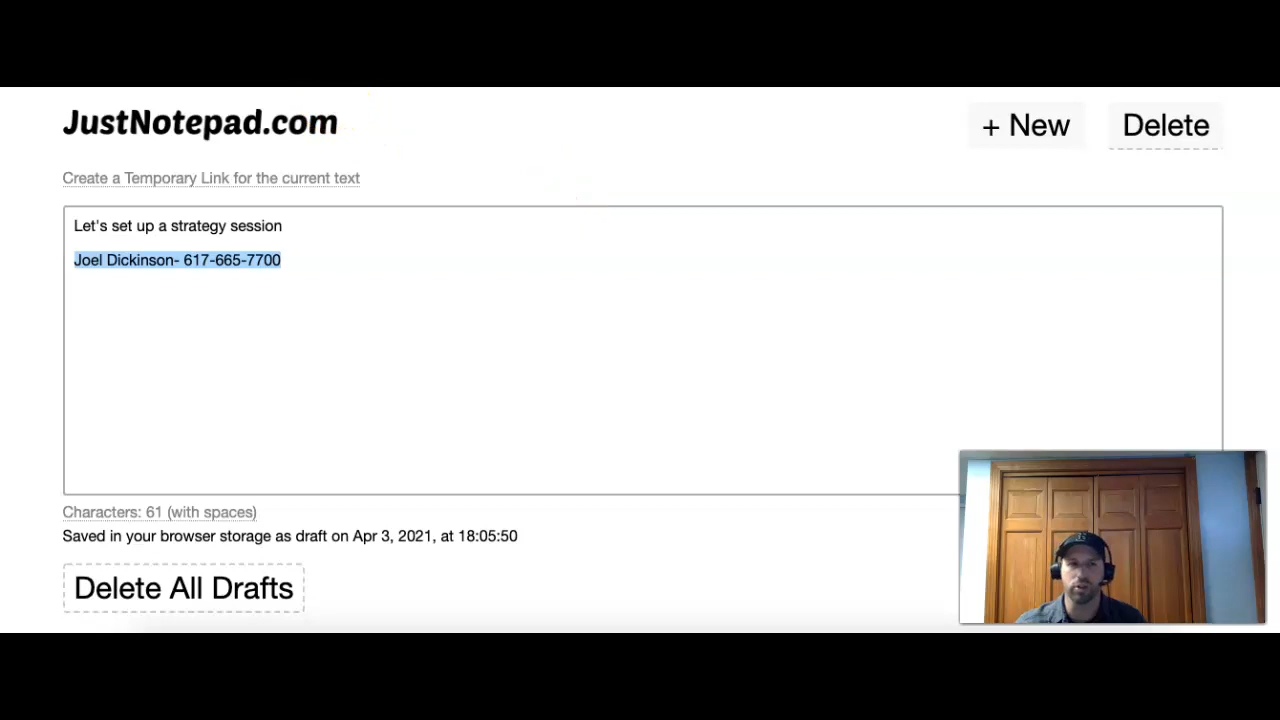 JustNotepad.com
+ New
Delete
Create a Temporary Link for the current text
Let's set up a strategy session
Joel Dickinson- 617-665-7700
Characters: 61 (with spaces)
Saved in your browser storage as draft on Apr 3, 2021, at 18:05:50
Delete All Drafts